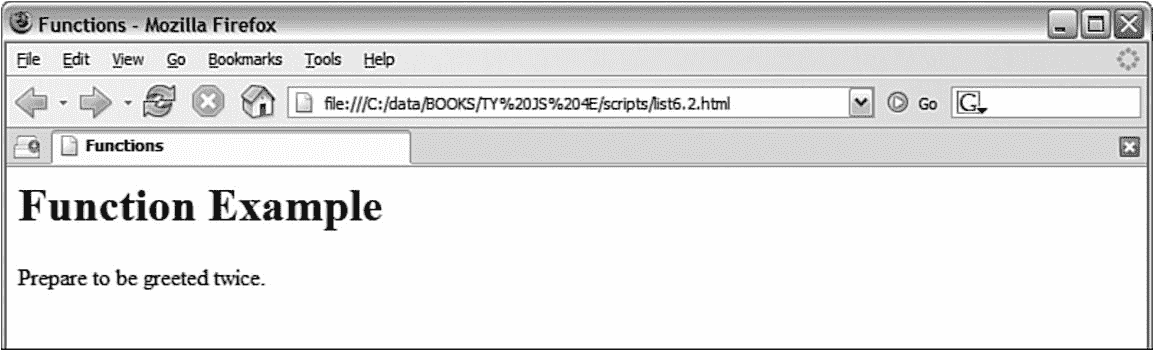 Functions - Mozilla Firefox
File Edit View Go Bookmarks Tools Help
file:///C:/data/BOOKS/TY%20JS%204E/scripts/list6.2.html Go G
Functions
Function Example
Prepare to be greeted twice.